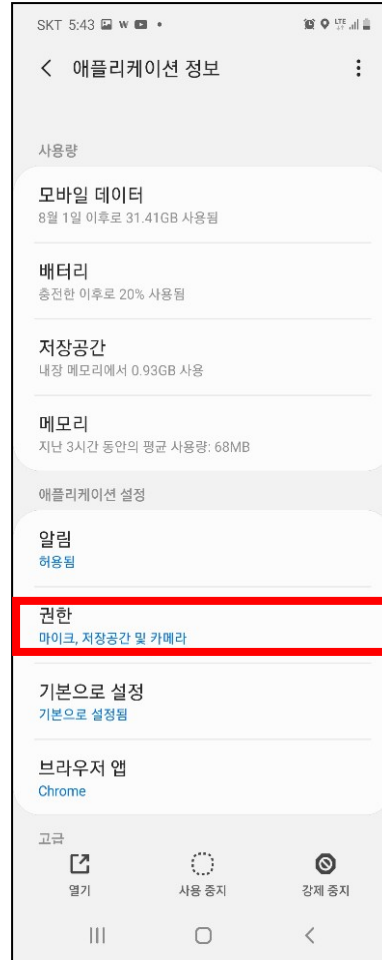 SKT 5:43 W
LTE
애플리케이션 정보
사용량
모바일 데이터
8월 1일 이후로 31.41GB 사용됨
배터리
충전한 이후로 20% 사용됨
저장공간
내장 메모리에서 0.93GB 사용
메모리
지난 3시간 동안의 평균 사용량: 68MB
애플리케이션 설정
알림
허용됨
권한
마이크, 저장공간 및 카메라
기본으로 설정
기본으로 설정됨
브라우저 앱
Chrome
고급
열기
사용 중지
강제 중지